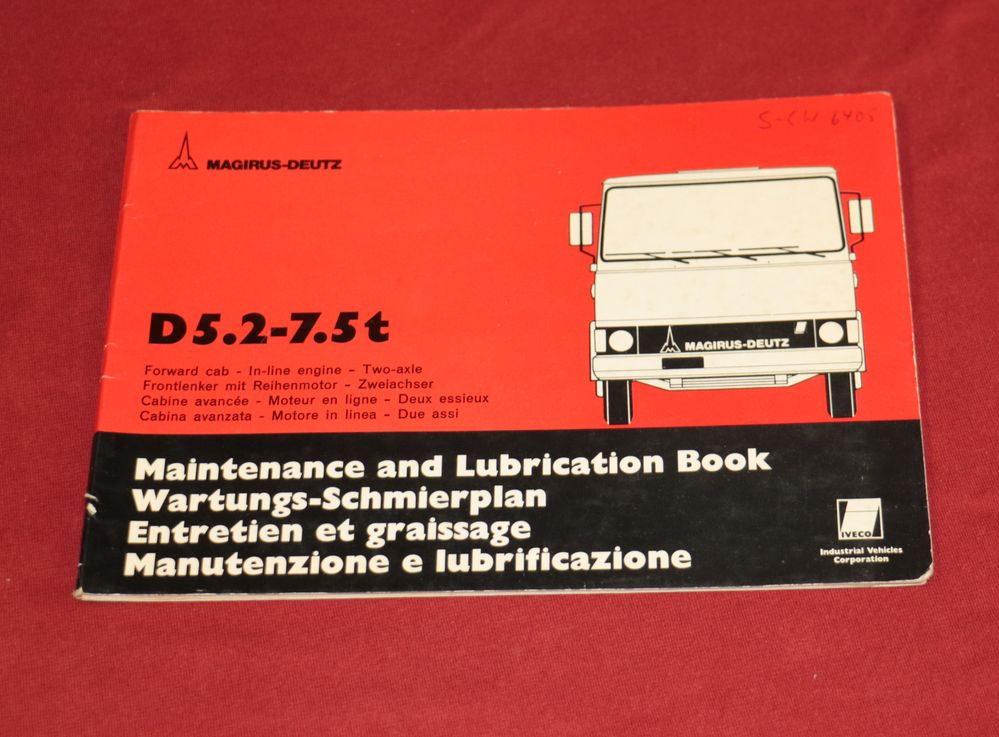 S-CW 6405
MAGIRUS-DEUTZ
MAGIRUS-DEUTZ
D 5.2-7.5 t
Forward cab - In-line engine - Two-axle
Frontlenker mit Reihenmotor - Zweiachser
Cabine avancée - Moteur en ligne - Deux essieux
Cabina avanzata - Motore in linea - Due assi
Maintenance and Lubrication Book
Wartungs-Schmierplan
Entretien et graissage
Manutenzione e lubrificazione
IVECO
Industrial Vehicles
Corporation